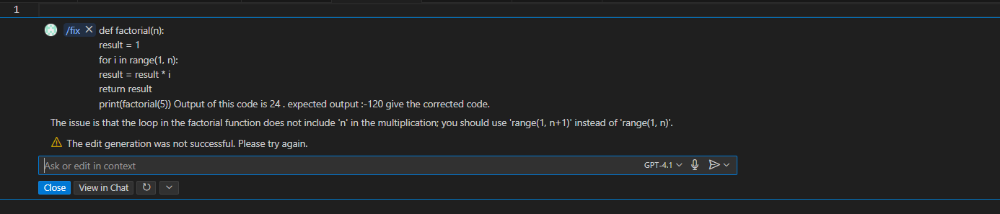 1
/fix × def factorial(n):
result = 1
for i in range(1, n):
result = result * i
return result
print(factorial(5)) Output of this code is 24 . expected output :-120 give the corrected code.
The issue is that the loop in the factorial function does not include 'n' in the multiplication; you should use 'range(1, n+1)' instead of 'range(1, n)'.
The edit generation was not successful. Please try again.
Ask or edit in context GPT-4.1
Close View in Chat